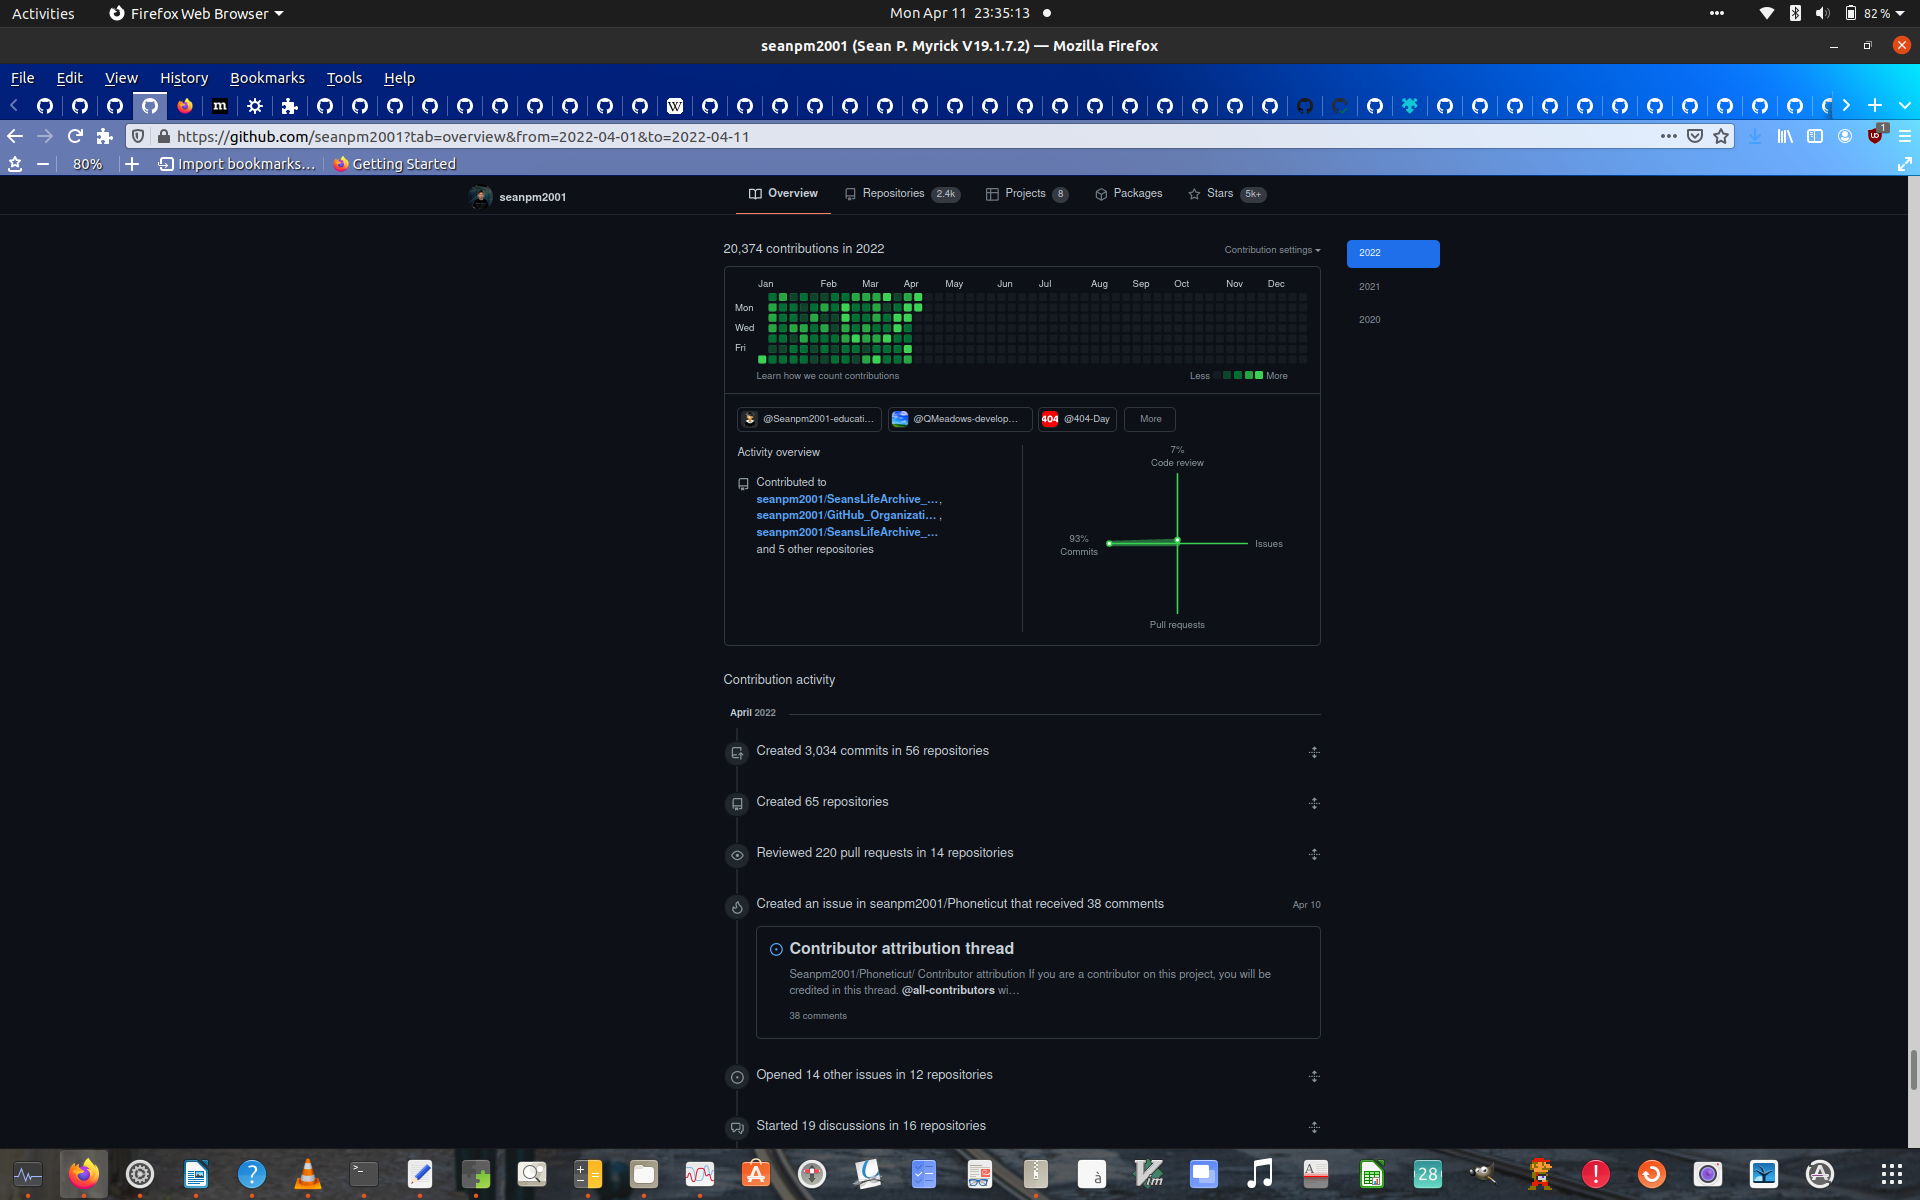 Activities
Firefox Web Browser
Mon Apr 11 23:35:13
82 %
seanpm2001 (Sean P. Myrick V19.1.7.2) — Mozilla Firefox
File Edit View History Bookmarks Tools Help
https://github.com/seanpm2001?tab=overview&from=2022-04-01&to=2022-04-11
80%
Import bookmarks...
Getting Started
seanpm2001
Overview
Repositories 2.4k
Projects 8
Packages
Stars 5k+
20,374 contributions in 2022
Contribution settings
2022
2021
2020
Jan Feb Mar Apr May Jun Jul Aug Sep Oct Nov Dec
Mon
Wed
Fri
Learn how we count contributions
Less More
@Seanpm2001-educati...
@QMeadows-develop...
404 @404-Day
More
Activity overview
Contributed to
seanpm2001/SeansLifeArchive_...,
seanpm2001/GitHub_Organizati... ,
seanpm2001/SeansLifeArchive_...
and 5 other repositories
7%
Code review
93%
Commits
Issues
Pull requests
Contribution activity
April 2022
Created 3,034 commits in 56 repositories
Created 65 repositories
Reviewed 220 pull requests in 14 repositories
Created an issue in seanpm2001/Phoneticut that received 38 comments
Apr 10
Contributor attribution thread
Seanpm2001/Phoneticut/ Contributor attribution If you are a contributor on this project, you will be
credited in this thread. @all-contributors wi...
38 comments
Opened 14 other issues in 12 repositories
Started 19 discussions in 16 repositories
28